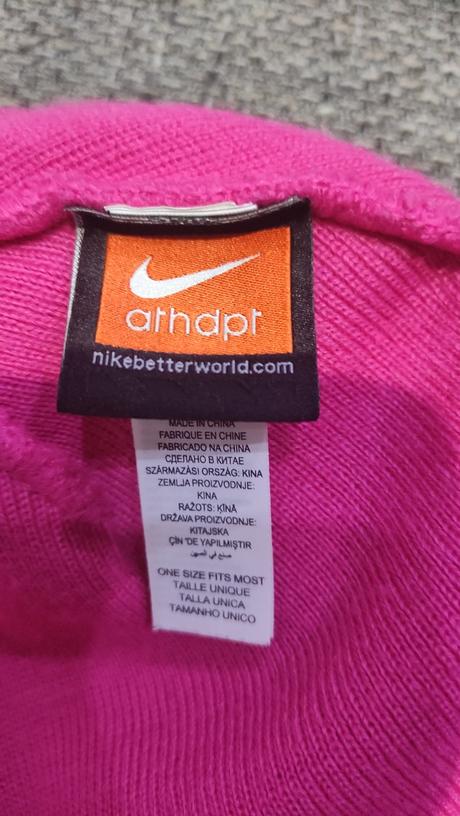 athdpt
nikebetterworld.com
MADE IN CHINA
FABRIQUE EN CHINE
FABRICADO NA CHINA
СДЕЛАНО В КИТАЕ
SZÁRMAZÁSI ORSZÁG: KINA
ZEMLJA PROIZVODNJE:
KINA
RAŽOTS: ĶĪNĀ
DRŽAVA PROIZVODNJE:
KITAJSKA
ÇİN 'DE YAPILMIŞTIR
صنع في الصين
ONE SIZE FITS MOST
TAILLE UNIQUE
TALLA UNICA
TAMANHO UNICO